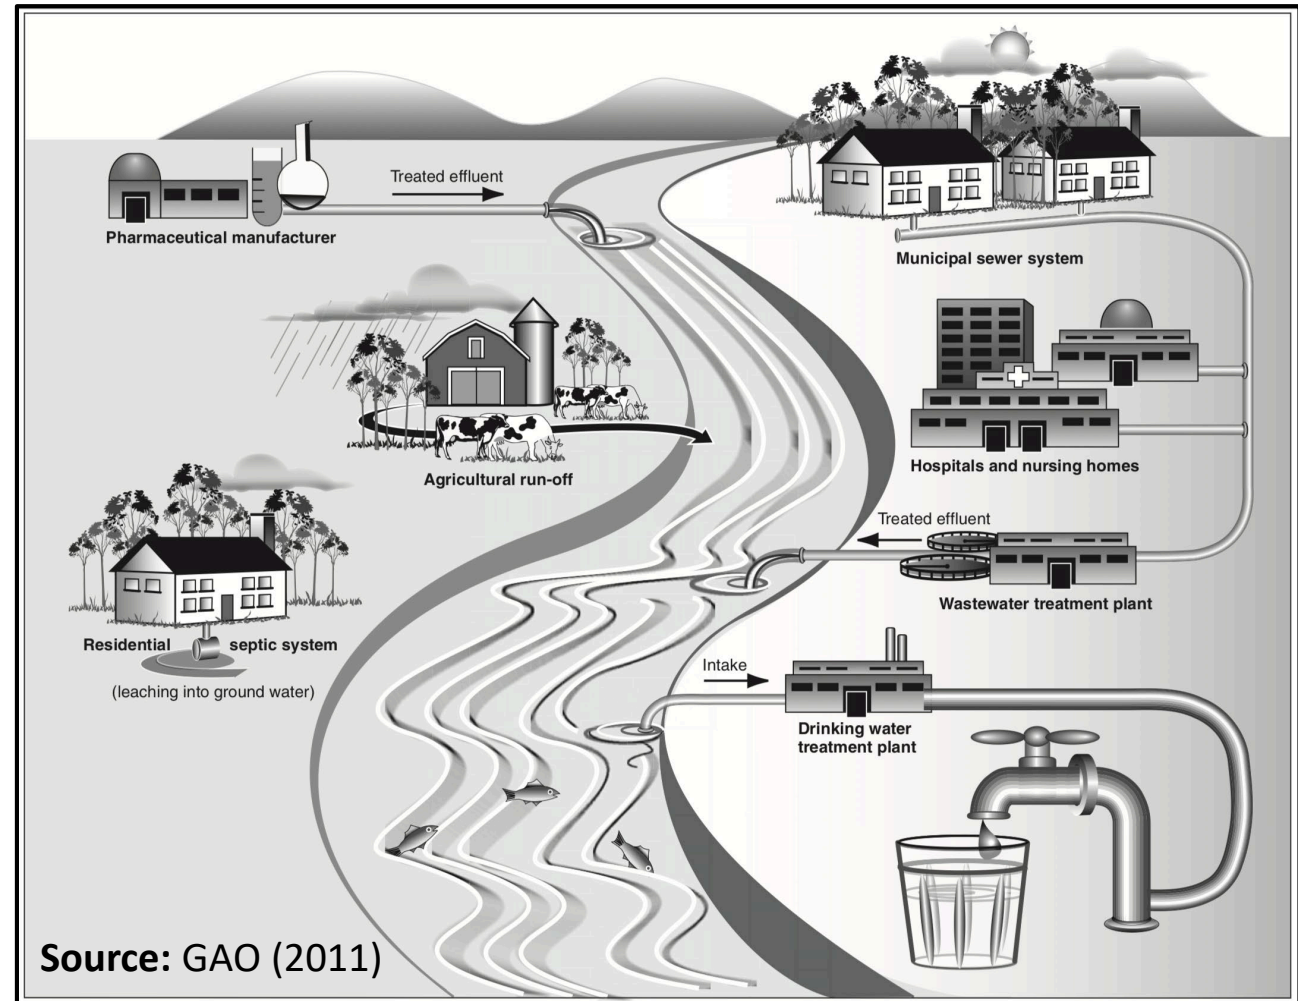 Treated effluent
Pharmaceutical manufacturer
Municipal sewer system
Agricultural run-off
Hospitals and nursing homes
Treated effluent
Wastewater treatment plant
Residential septic system
(leaching into ground water)
Intake
Drinking water
treatment plant
Source: GAO (2011)